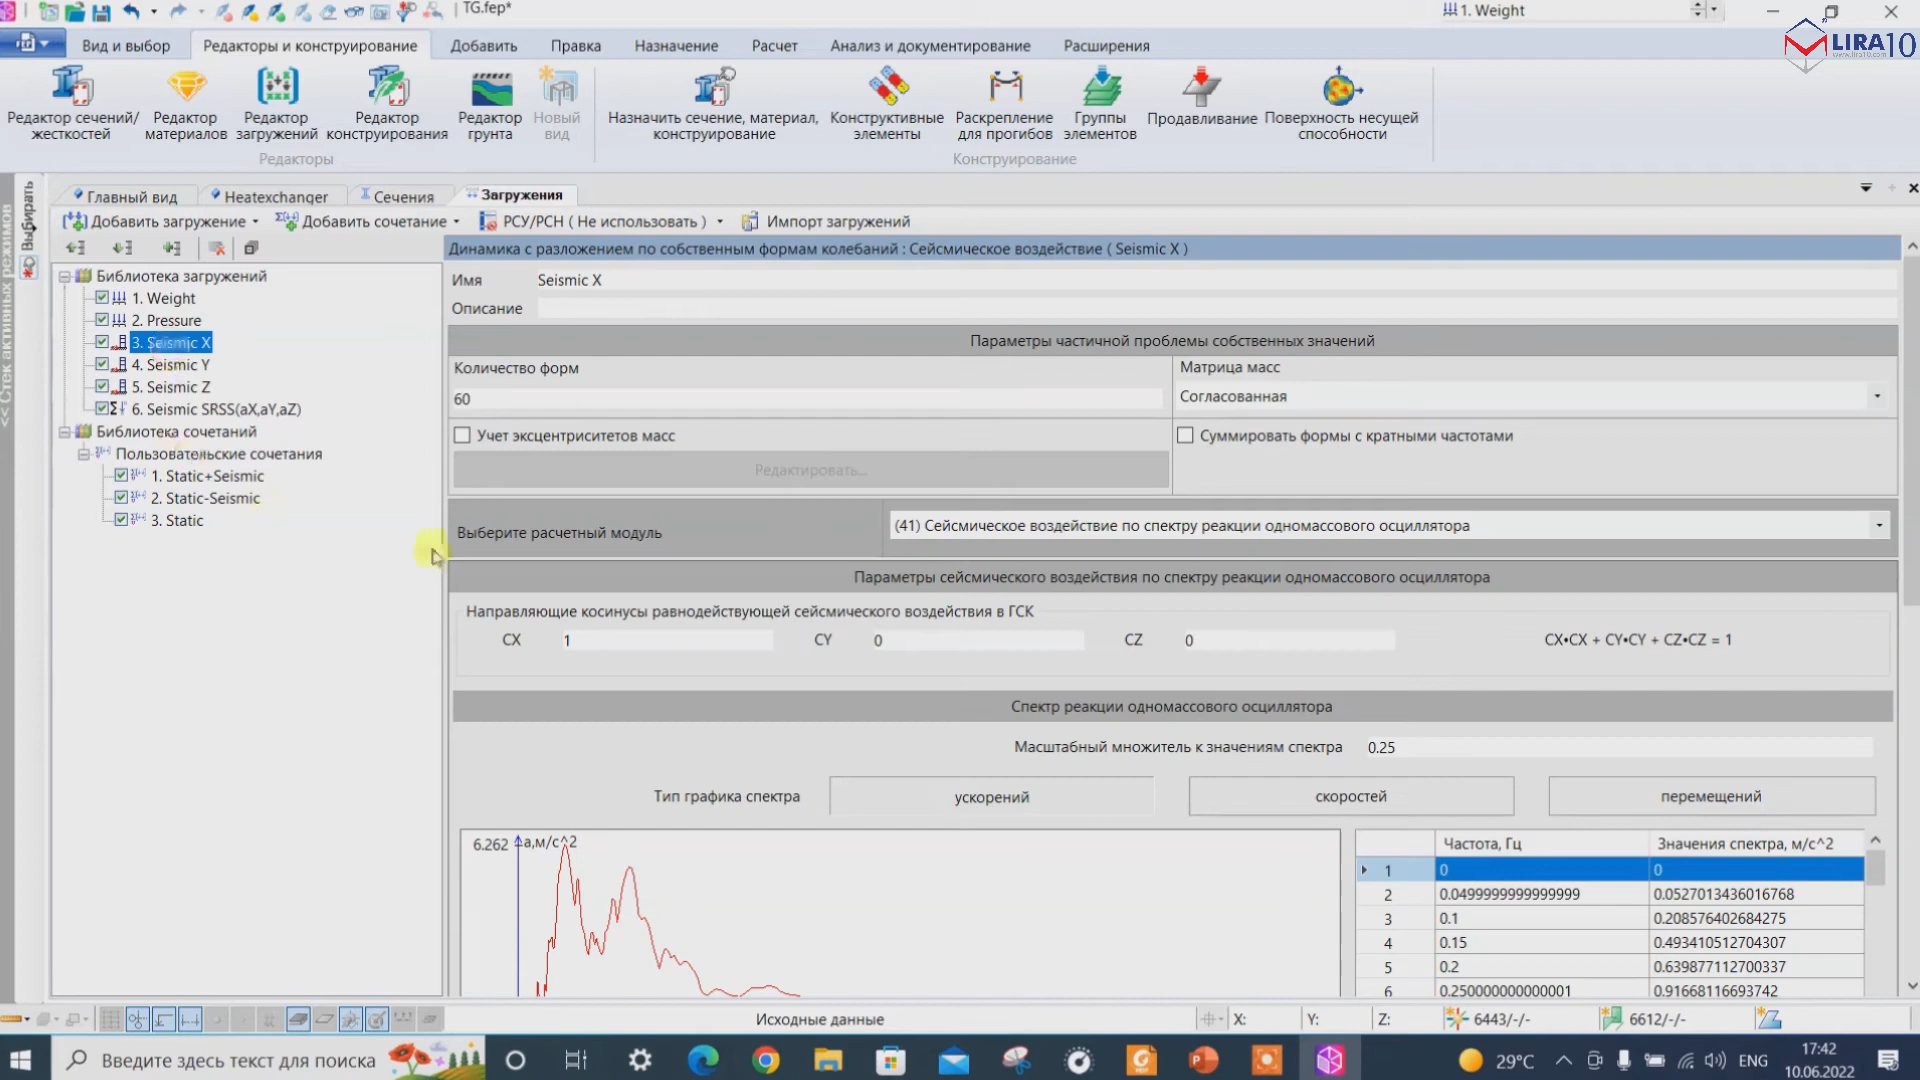 TG.fep*
1. Weight
LIRA10
www.lira10.com
Вид и выбор
Редакторы и конструирование
Добавить
Правка
Назначение
Расчет
Анализ и документирование
Расширения
Редактор сечений/
жесткостей
Редактор
материалов
Редактор
загружений
Редактор
конструирования
Редактор
грунта
Новый
вид
Назначить сечение, материал,
конструирование
Конструктивные
элементы
Раскрепление
для прогибов
Группы
элементов
Продавливание
Поверхность несущей
способности
Редакторы
Конструирование
<< Стек активных режимов
Выбирать
Главный вид
Heatexchanger
Сечения
Загружения
Добавить загружение
Добавить сочетание
РСУ/РСН ( Не использовать )
Импорт загружений
Библиотека загружений
1. Weight
2. Pressure
3. Seismic X
4. Seismic Y
5. Seismic Z
6. Seismic SRSS(aX,aY,aZ)
Библиотека сочетаний
Пользовательские сочетания
1. Static+Seismic
2. Static-Seismic
3. Static
Динамика с разложением по собственным формам колебаний : Сейсмическое воздействие ( Seismic X )
Имя
Seismic X
Описание
Параметры частичной проблемы собственных значений
Количество форм
60
Матрица масс
Согласованная
Учет эксцентриситетов масс
Суммировать формы с кратными частотами
Редактировать...
Выберите расчетный модуль
(41) Сейсмическое воздействие по спектру реакции одномассового осциллятора
Параметры сейсмического воздействия по спектру реакции одномассового осциллятора
Направляющие косинусы равнодействующей сейсмического воздействия в ГСК
CX
1
CY
0
CZ
0
CX•CX + CY•CY + CZ•CZ = 1
Спектр реакции одномассового осциллятора
Масштабный множитель к значениям спектра
0.25
Тип графика спектра
ускорений
скоростей
перемещений
6.262
a,м/с^2
Частота, Гц
Значения спектра, м/с^2
1
0
0
2
0.0499999999999999
0.0527013436016768
3
0.1
0.208576402684275
4
0.15
0.493410512704307
5
0.2
0.639877112700337
6
0.250000000000001
0.91668116693742
Исходные данные
X:
Y:
Z:
6443/-/-
6612/-/-
Введите здесь текст для поиска
29°C
ENG
17:42
10.06.2022